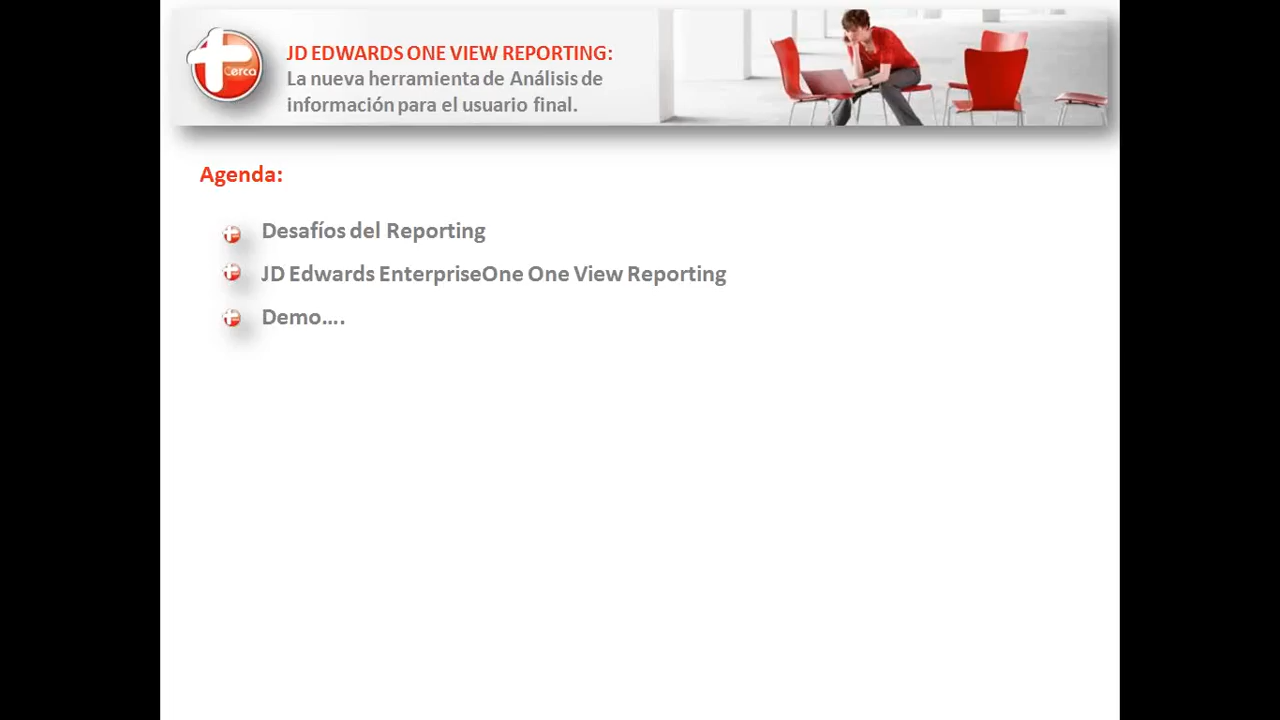 Cerca
JD EDWARDS ONE VIEW REPORTING:
La nueva herramienta de Análisis de
información para el usuario final.
Agenda:
Desafíos del Reporting
JD Edwards EnterpriseOne One View Reporting
Demo....